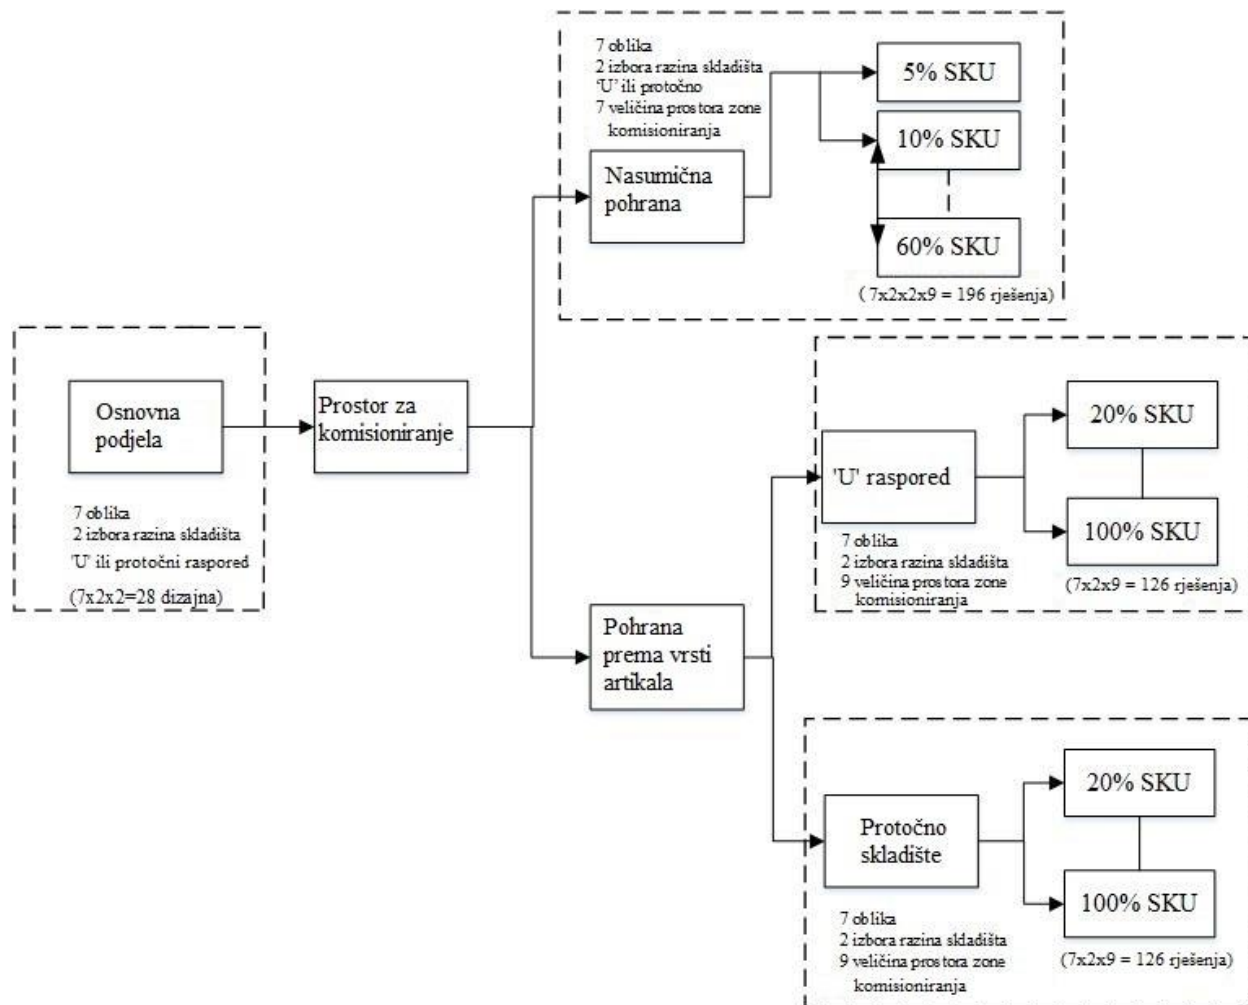 7 oblika
2 izbora razina skladišta
'U' ili protočno
7 veličina prostora zone
komisioniranja
Nasumična
pohrana
5% SKU
10% SKU
60% SKU
(7x2x2x9 = 196 rješenja)
Osnovna
podjela
7 oblika
2 izbora razina skladišta
'U' ili protočni raspored
(7x2x2=28 dizajna)
Prostor za
komisioniranje
Pohrana
prema vrsti
artikala
'U' raspored
7 oblika
2 izbora razina skladišta
9 veličina prostora zone
komisioniranja
20% SKU
100% SKU
(7x2x9 = 126 rješenja)
Protočno
skladište
7 oblika
2 izbora razina skladišta
9 veličina prostora zone
komisioniranja
20% SKU
100% SKU
(7x2x9 = 126 rješenja)